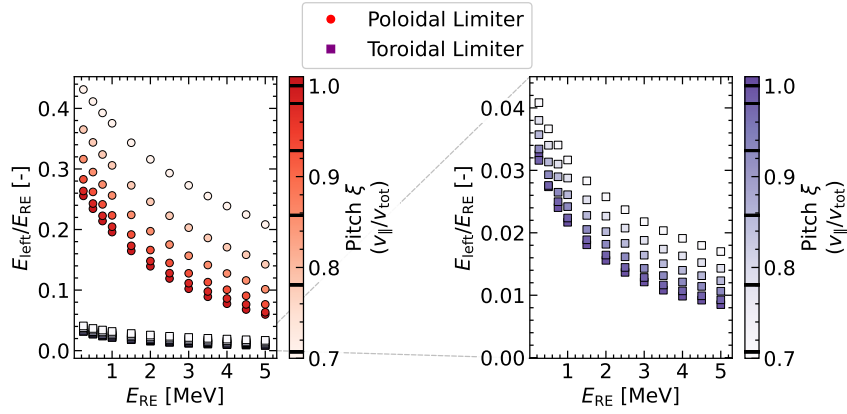 Poloidal Limiter
Toroidal Limiter
0.4
0.3
0.2
0.1
0.0
E_left/E_RE [-]
1 2 3 4 5
E_RE [MeV]
1.0
0.9
0.8
0.7
Pitch ξ
(v_∥/v_tot)
0.04
0.03
0.02
0.01
0.00
E_left/E_RE [-]
1 2 3 4 5
E_RE [MeV]
1.0
0.9
0.8
0.7
Pitch ξ
(v_∥/v_tot)